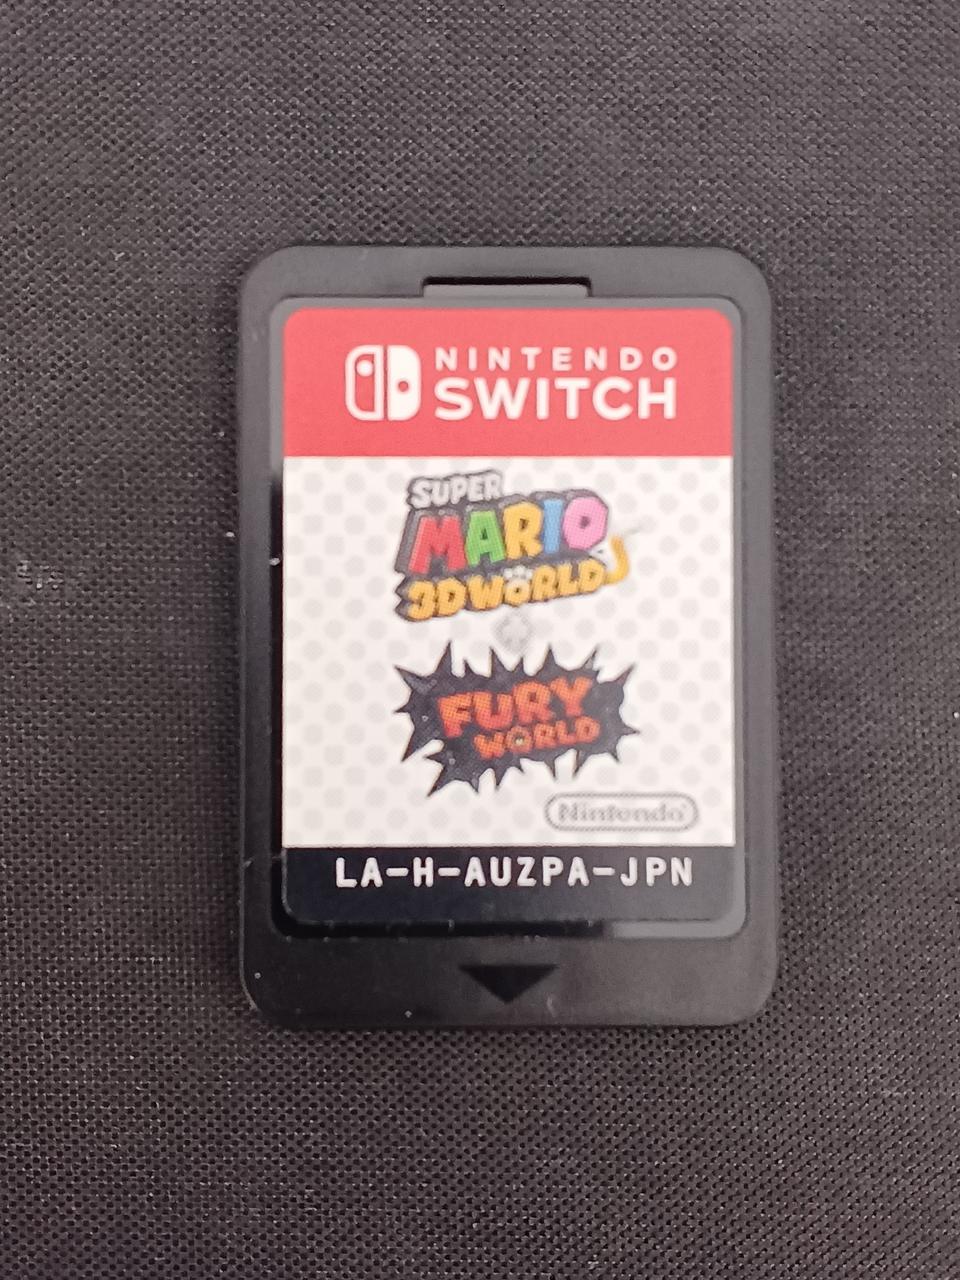 NINTENDO
SWITCH
SUPER
MARIO
3D WORLD
+
FURY
WORLD
Nintendo
LA-H-AUZPA-JPN